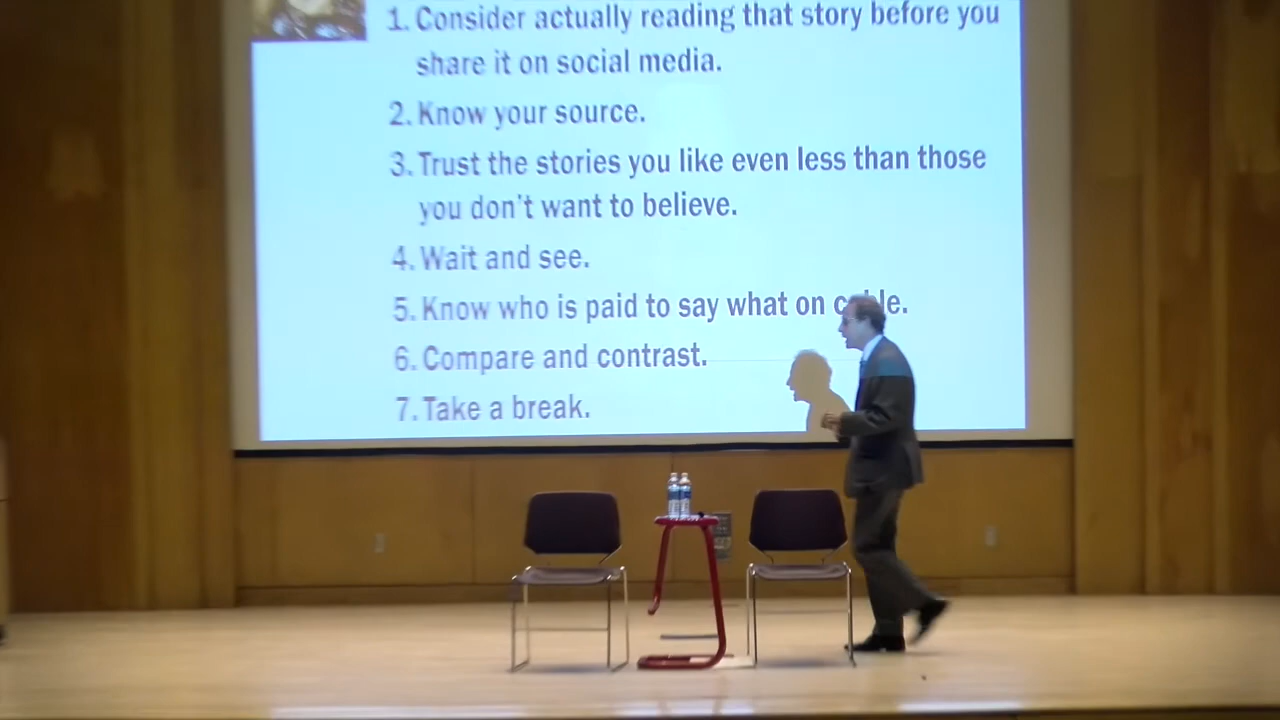 1. Consider actually reading that story before you
share it on social media.
2. Know your source.
3. Trust the stories you like even less than those
you don't want to believe.
4. Wait and see.
5. Know who is paid to say what on cable.
6. Compare and contrast.
7. Take a break.